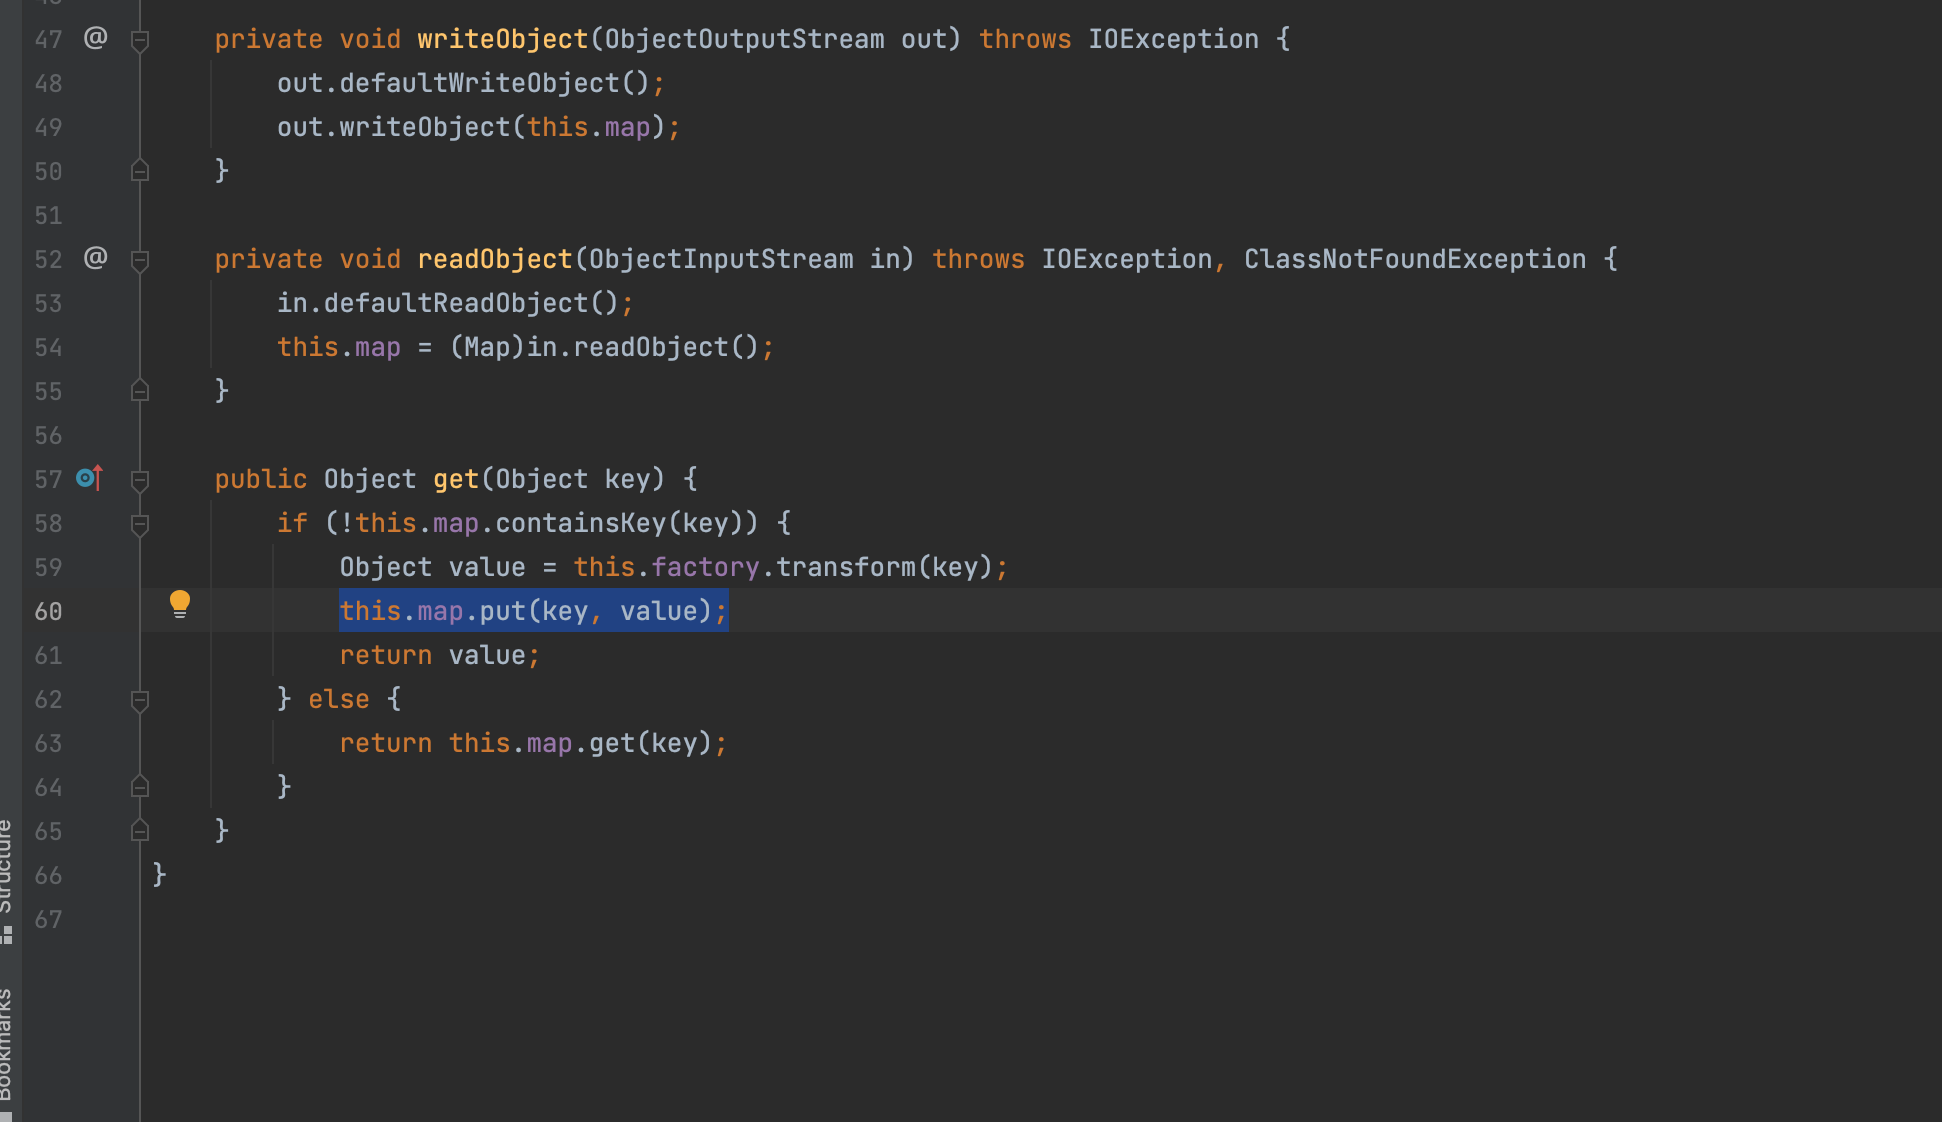 47 @ private void writeObject(ObjectOutputStream out) throws IOException {
48 out.defaultWriteObject();
49 out.writeObject(this.map);
50 }
51
52 @ private void readObject(ObjectInputStream in) throws IOException, ClassNotFoundException {
53 in.defaultReadObject();
54 this.map = (Map)in.readObject();
55 }
56
57 public Object get(Object key) {
58 if (!this.map.containsKey(key)) {
59 Object value = this.factory.transform(key);
60 this.map.put(key, value);
61 return value;
62 } else {
63 return this.map.get(key);
64 }
65 }
66 }
67
Structure
Bookmarks